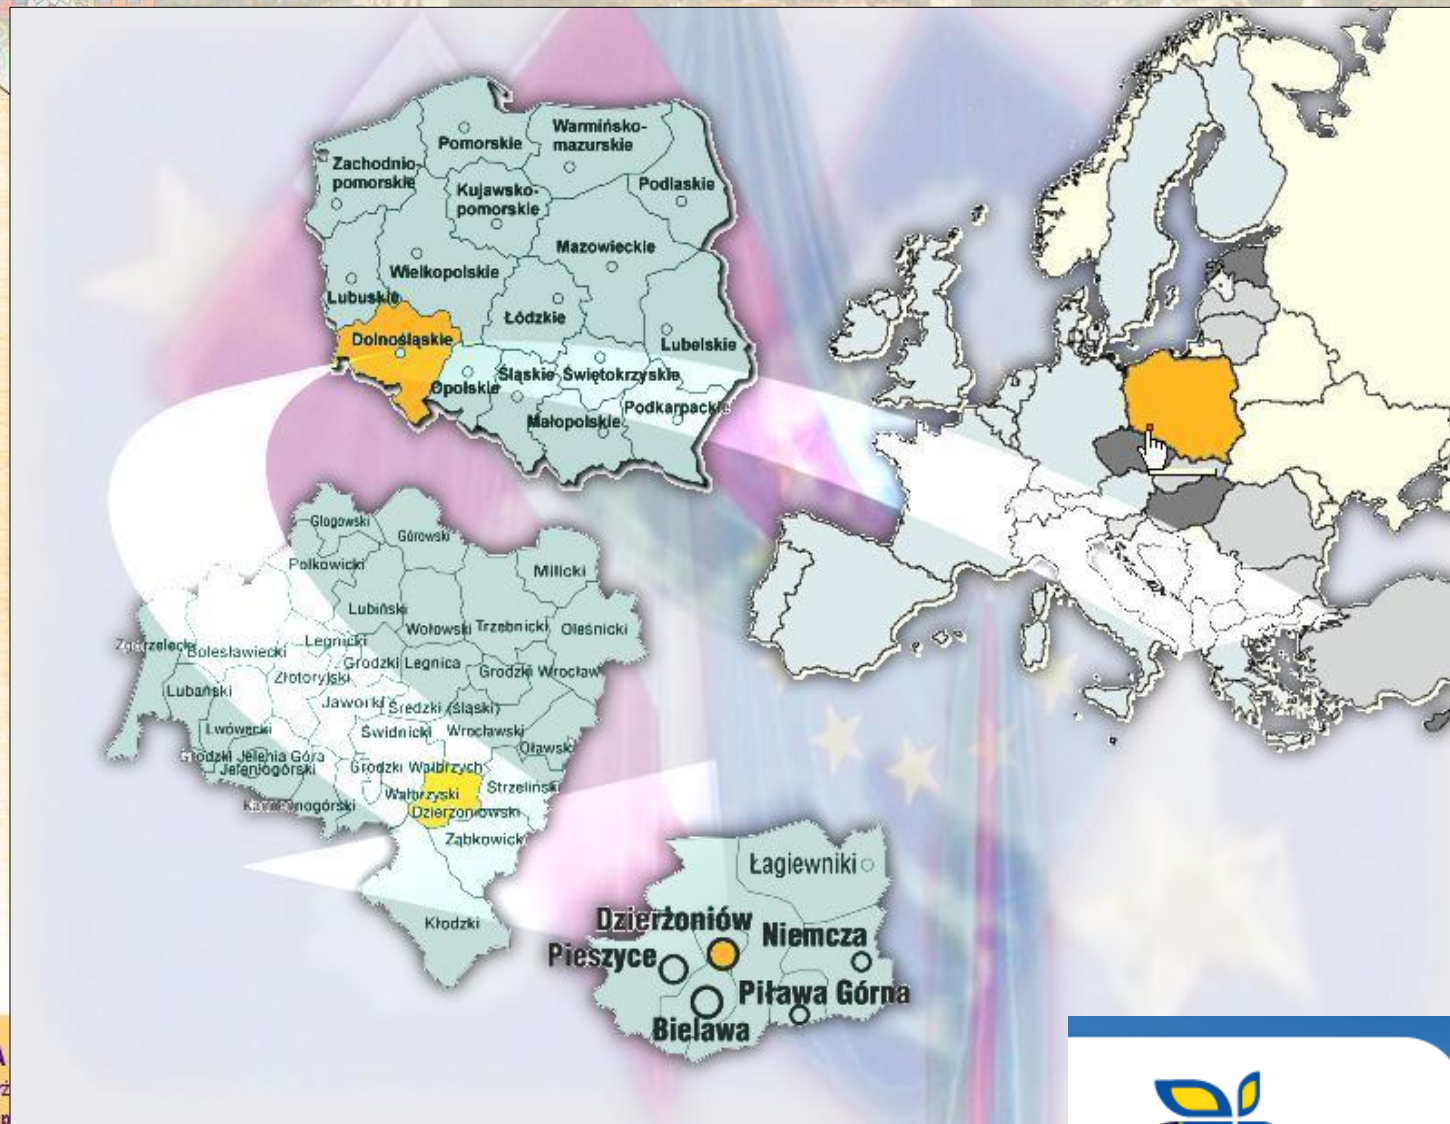 Pomorskie
Warmińsko-
mazurskie
Zachodnio-
pomorskie
Kujawsko-
pomorskie
Podlaskie
Mazowieckie
Wielkopolskie
Lubuskie
Łódzkie
Dolnośląskie
Lubelskie
Opolskie
Śląskie
Świętokrzyskie
Małopolskie
Podkarpackie
Głogowski
Górowski
Polkowicki
Milicki
Lubiński
Wołowski
Trzebnicki
Oleśnicki
Zgorzelecki
Bolesławiecki
Legnicki
Grodzki Legnica
Grodzki Wrocław
Złotoryjski
Lubański
Jaworki
Średzki (śląski)
Lwówecki
Świdnicki
Wrocławski
Oławski
Grodzki Jelenia Góra
Jeleniogórski
Grodzki Wałbrzych
Wałbrzyski
Strzeliński
Kamiennogórski
Dzierżoniowski
Ząbkowicki
Kłodzki
Łagiewniki
Dzierżoniów
Niemcza
Pieszyce
Piława Górna
Bielawa